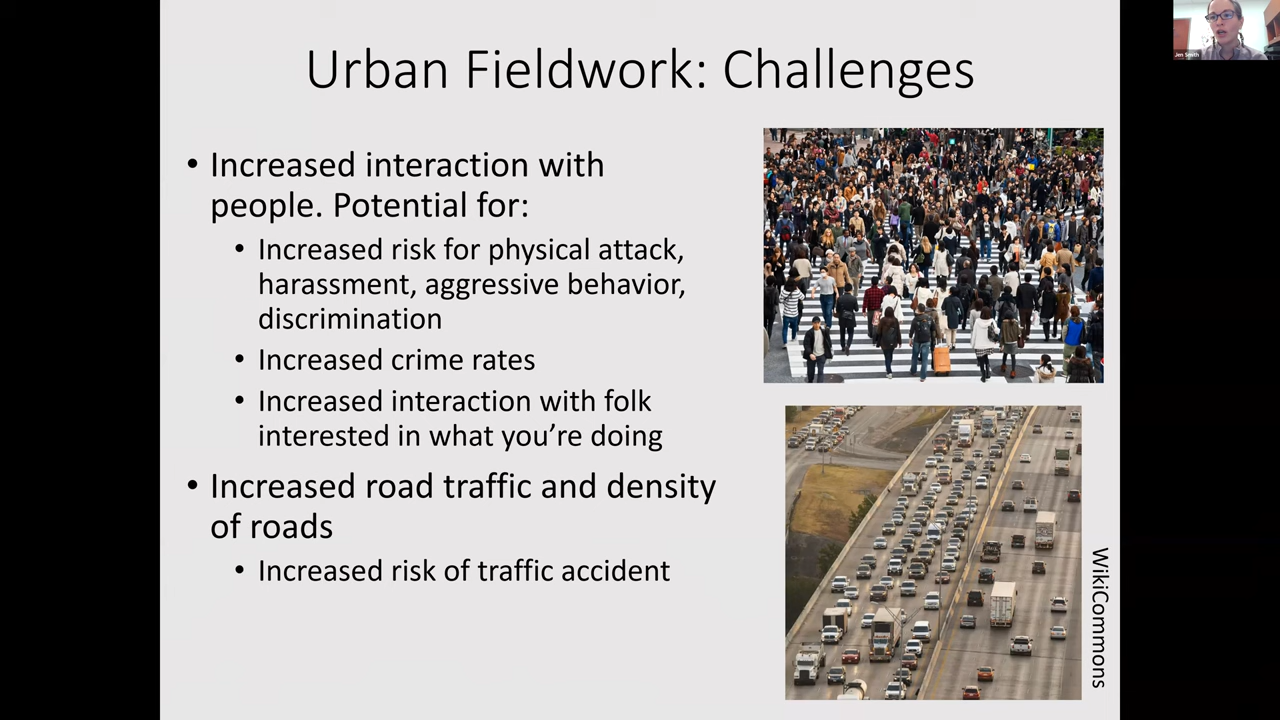 Urban Fieldwork: Challenges
• Increased interaction with
people. Potential for:
• Increased risk for physical attack,
harassment, aggressive behavior,
discrimination
• Increased crime rates
• Increased interaction with folk
interested in what you’re doing
• Increased road traffic and density
of roads
• Increased risk of traffic accident
WikiCommons
Jen Smith